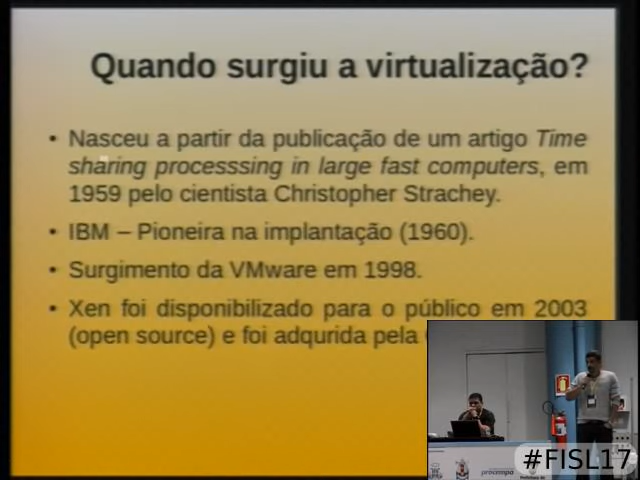 Quando surgiu a virtualização?
• Nasceu a partir da publicação de um artigo Time
sharing processsing in large fast computers, em
1959 pelo cientista Christopher Strachey.
• IBM – Pioneira na implantação (1960).
• Surgimento da VMware em 1998.
• Xen foi disponibilizado para o público em 2003
(open source) e foi adqurida pela
procempa
#FISL17